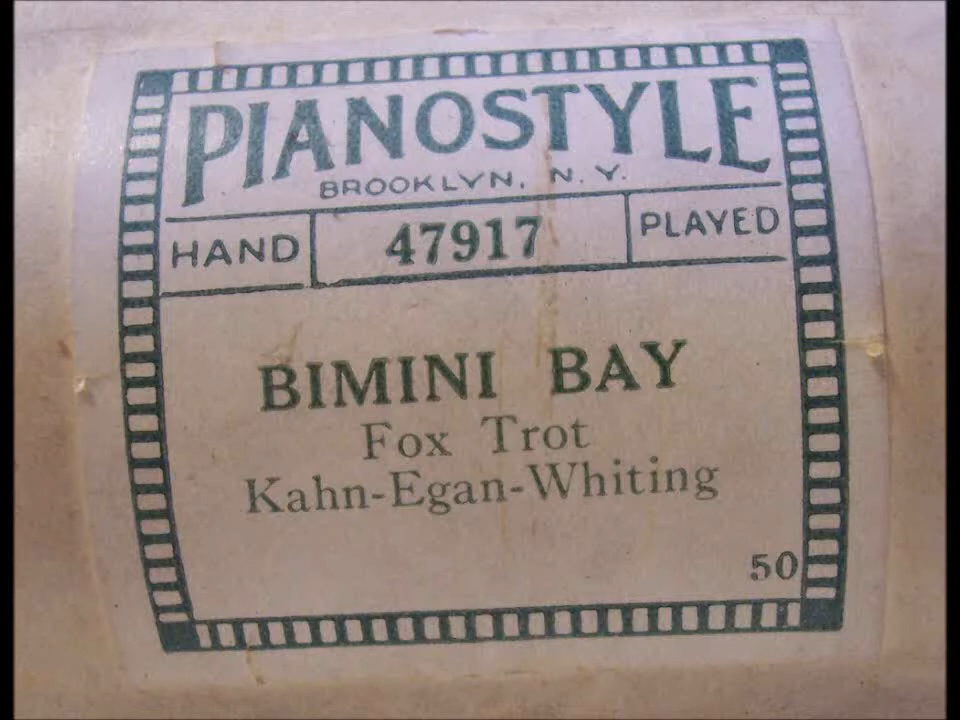 PIANOSTYLE
BROOKLYN, N.Y.
HAND 47917 PLAYED
BIMINI BAY
Fox Trot
Kahn-Egan-Whiting
50